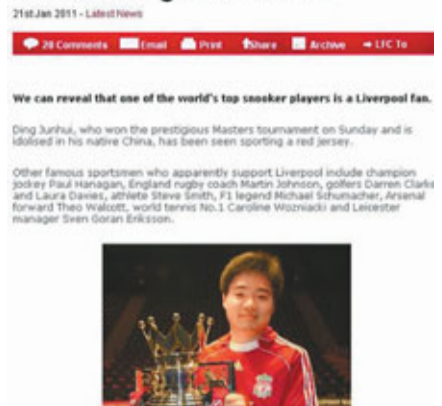 21st Jan 2011 - Latest News
28 Comments Email Print Share Archive LFC To
We can reveal that one of the world's top snooker players is a Liverpool fan.
Ding Junhui, who won the prestigious Masters tournament on Sunday and is
idolised in his native China, has been seen sporting a red jersey.
Other famous sportsmen who apparently support Liverpool include champion
jockey Paul Hanagan, England rugby coach Martin Johnson, golfers Darren Clarke
and Laura Davies, athlete Steve Smith, F1 legend Michael Schumacher, Arsenal
forward Theo Walcott, world tennis No.1 Caroline Wozniacki and Leicester
manager Sven Goran Eriksson.